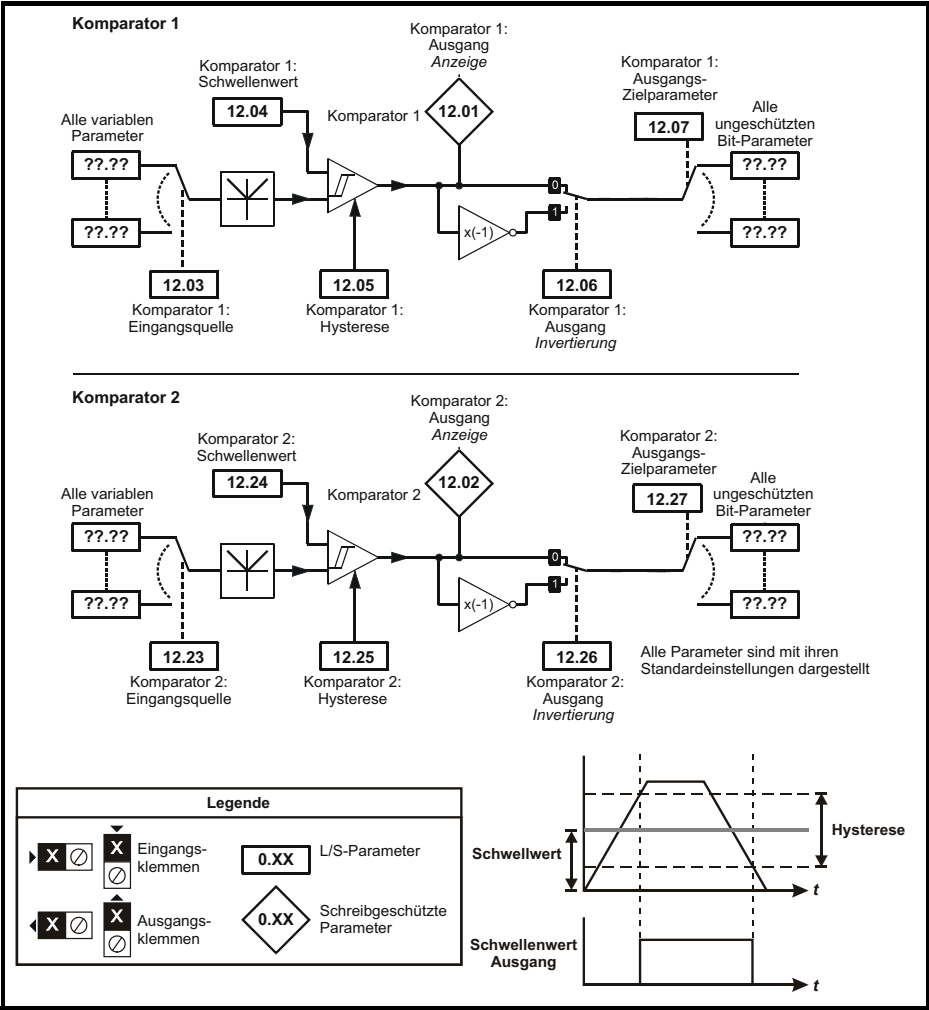 Komparator 1
Komparator 1:
Ausgang
Anzeige
Komparator 1:
Schwellenwert
12.04
Komparator 1
12.01
Komparator 1:
Ausgangs-
Zielparameter
12.07
Alle
ungeschützten
Bit-Parameter
Alle variablen
Parameter
??.??
??.??
??.??
??.??
0
1
x(-1)
12.03
Komparator 1:
Eingangsquelle
12.05
Komparator 1:
Hysterese
12.06
Komparator 1:
Ausgang
Invertierung
Komparator 2
Komparator 2:
Ausgang
Anzeige
Komparator 2:
Schwellenwert
12.24
Komparator 2
12.02
Komparator 2:
Ausgangs-
Zielparameter
12.27
Alle
ungeschützten
Bit-Parameter
Alle variablen
Parameter
??.??
??.??
??.??
??.??
0
1
x(-1)
12.23
Komparator 2:
Eingangsquelle
12.25
Komparator 2:
Hysterese
12.26
Komparator 2:
Ausgang
Invertierung
Alle Parameter sind mit ihren
Standardeinstellungen dargestellt
Legende
X
X
Eingangs-
klemmen
0.XX
L/S-Parameter
X
X
Ausgangs-
klemmen
0.XX
Schreibgeschützte
Parameter
Schwellwert
Hysterese
t
Schwellenwert
Ausgang
t